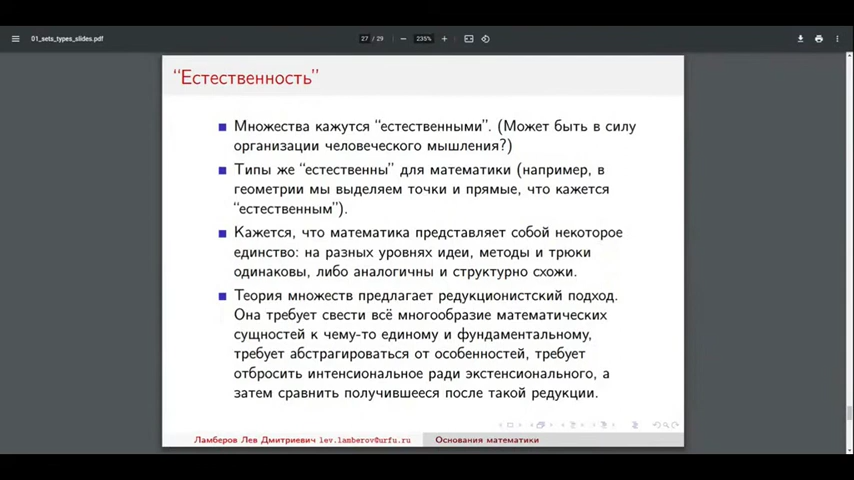 01_sets_types_slides.pdf
27 / 29
235%
“Естественность”
Множества кажутся “естественными”. (Может быть в силу
организации человеческого мышления?)
Типы же “естественны” для математики (например, в
геометрии мы выделяем точки и прямые, что кажется
“естественным”).
Кажется, что математика представляет собой некоторое
единство: на разных уровнях идеи, методы и трюки
одинаковы, либо аналогичны и структурно схожи.
Теория множеств предлагает редукционистский подход.
Она требует свести всё многообразие математических
сущностей к чему-то единому и фундаментальному,
требует абстрагироваться от особенностей, требует
отбросить интенсиональное ради экстенсионального, а
затем сравнить получившееся после такой редукции.
Ламберов Лев Дмитриевич lev.lamberov@urfu.ru
Основания математики